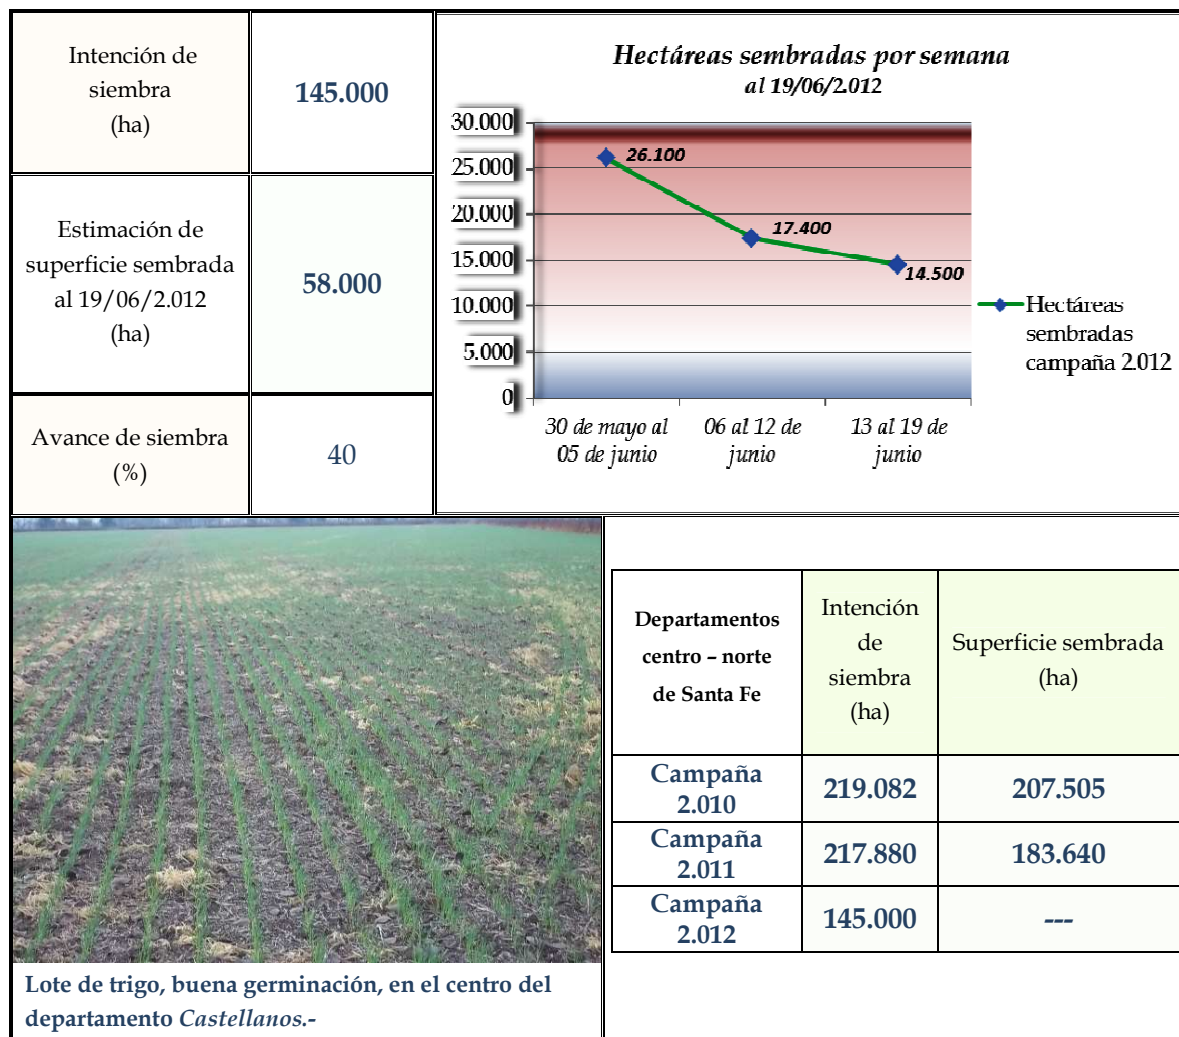 Intención de
siembra
(ha)
145.000
Hectáreas sembradas por semana
al 19/06/2.012
30.000
25.000
20.000
15.000
10.000
5.000
0
26.100
17.400
14.500
30 de mayo al
05 de junio
06 al 12 de
junio
13 al 19 de
junio
Hectáreas
sembradas
campaña 2.012
Estimación de
superficie sembrada
al 19/06/2.012
(ha)
58.000
Avance de siembra
(%)
40
Lote de trigo, buena germinación, en el centro del
departamento Castellanos.-
Departamentos
centro – norte
de Santa Fe
Intención
de
siembra
(ha)
Superficie sembrada
(ha)
Campaña
2.010
219.082
207.505
Campaña
2.011
217.880
183.640
Campaña
2.012
145.000
---